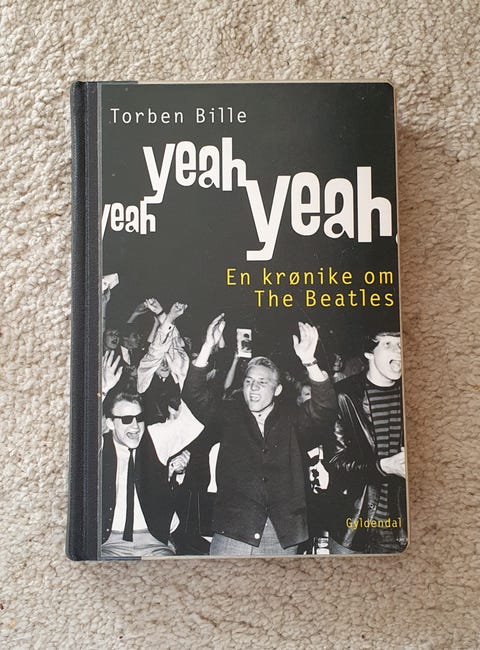 Torben Bille
yeah yeah yeah
En krønike om
The Beatles
Gyldendal